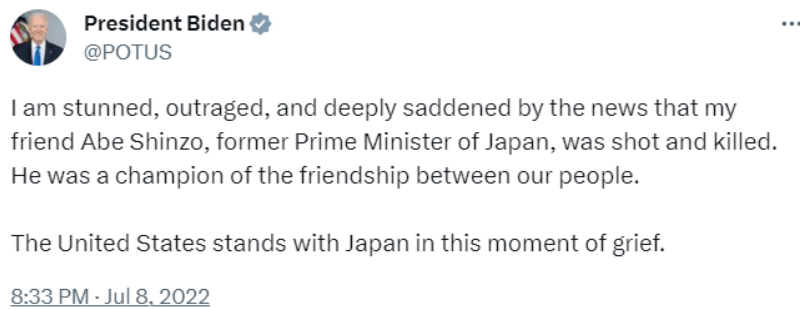 President Biden
@POTUS
I am stunned, outraged, and deeply saddened by the news that my
friend Abe Shinzo, former Prime Minister of Japan, was shot and killed.
He was a champion of the friendship between our people.
The United States stands with Japan in this moment of grief.
8:33 PM · Jul 8, 2022